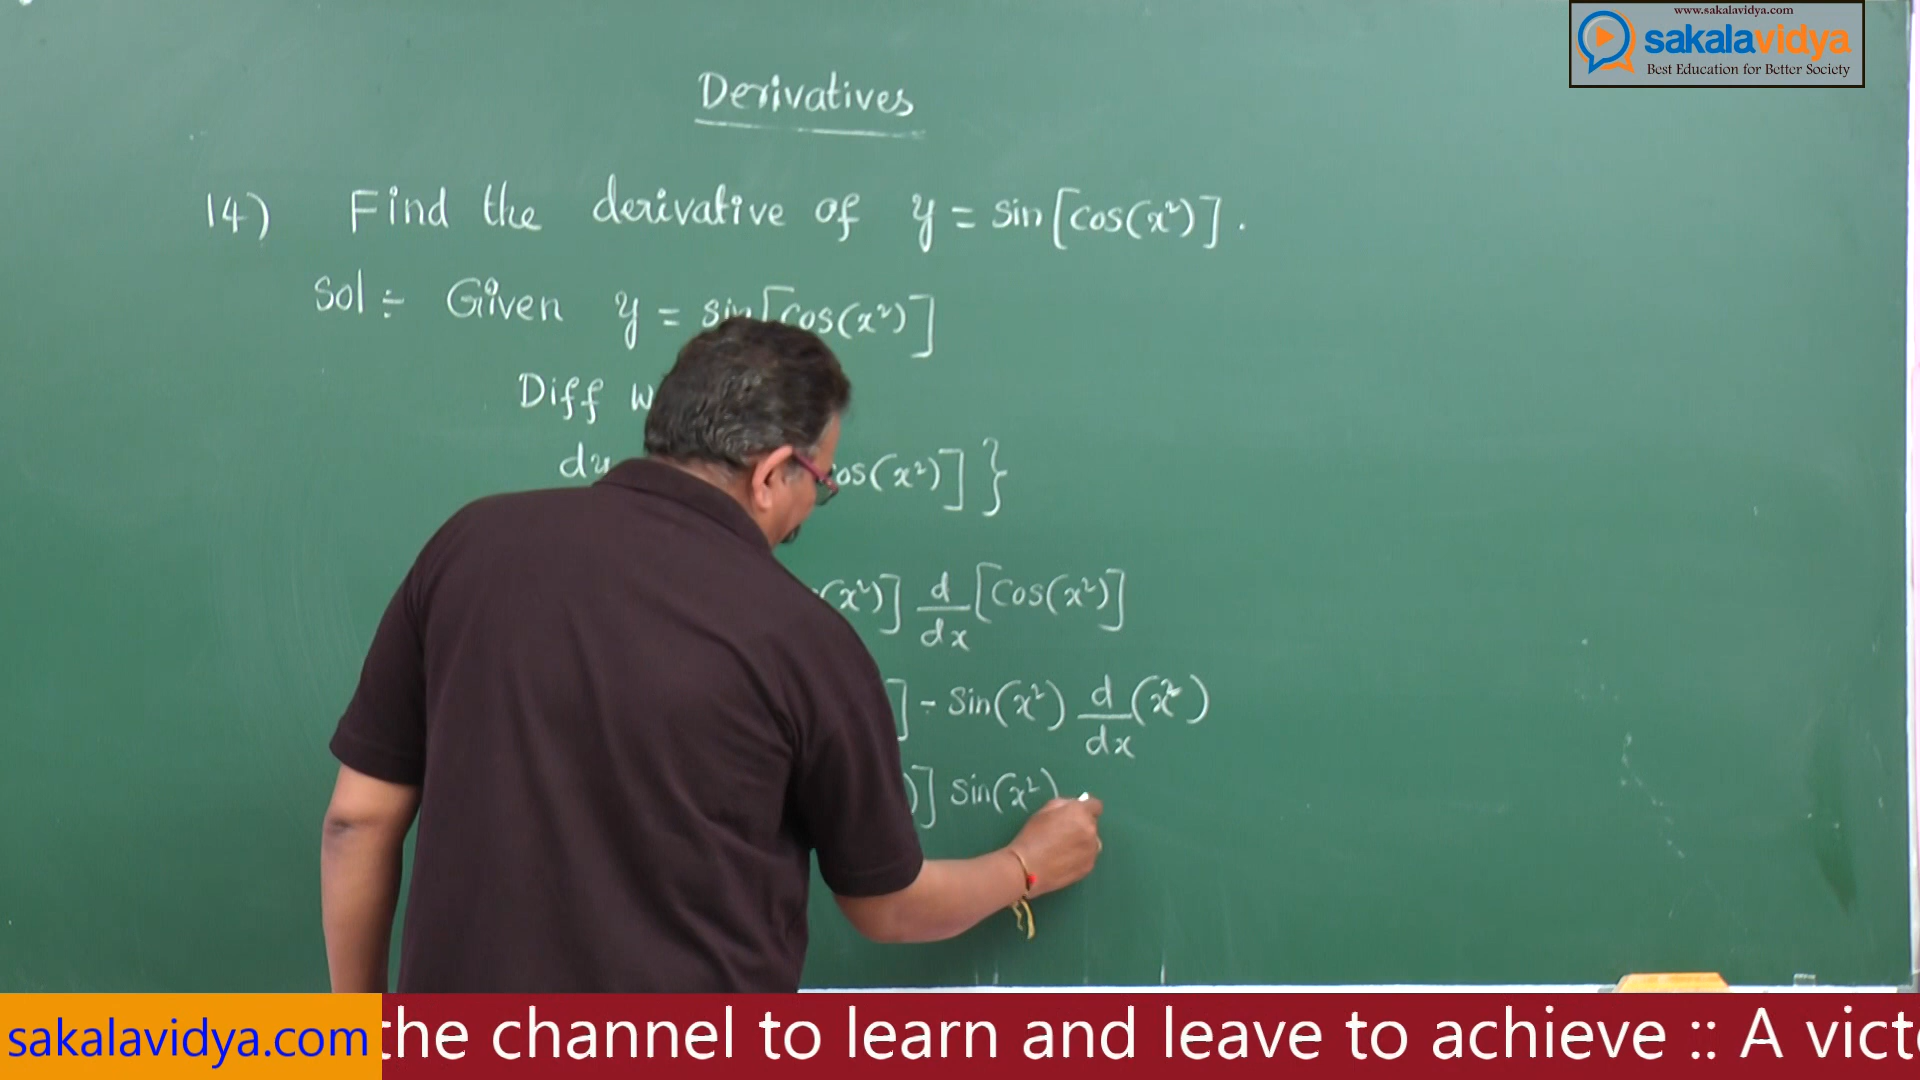 www.sakalavidya.com
sakalavidya
Best Education for Better Society
Derivatives
14) Find the derivative of y = sin[cos(x²)].
Sol ÷ Given y = sin[cos(x²)]
Diff
dy cos(x²)] }
(x²)] d/dx [cos(x²)]
] - sin(x²) d/dx (x²)
)] sin(x²)
sakalavidya.com
the channel to learn and leave to achieve :: A